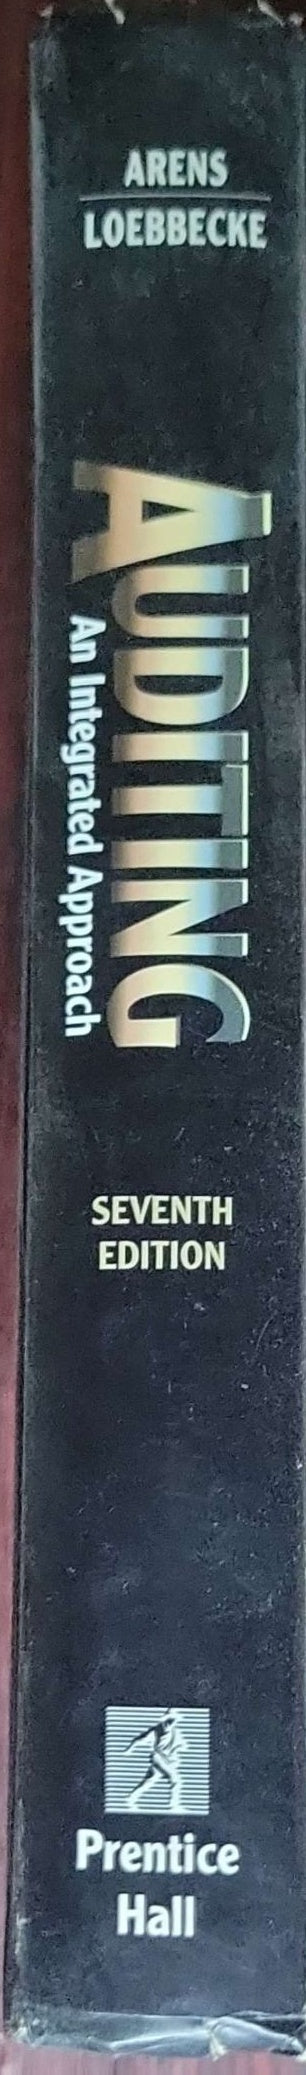 ARENS
LOEBBECKE
AUDITING
An Integrated Approach
SEVENTH
EDITION
Prentice
Hall